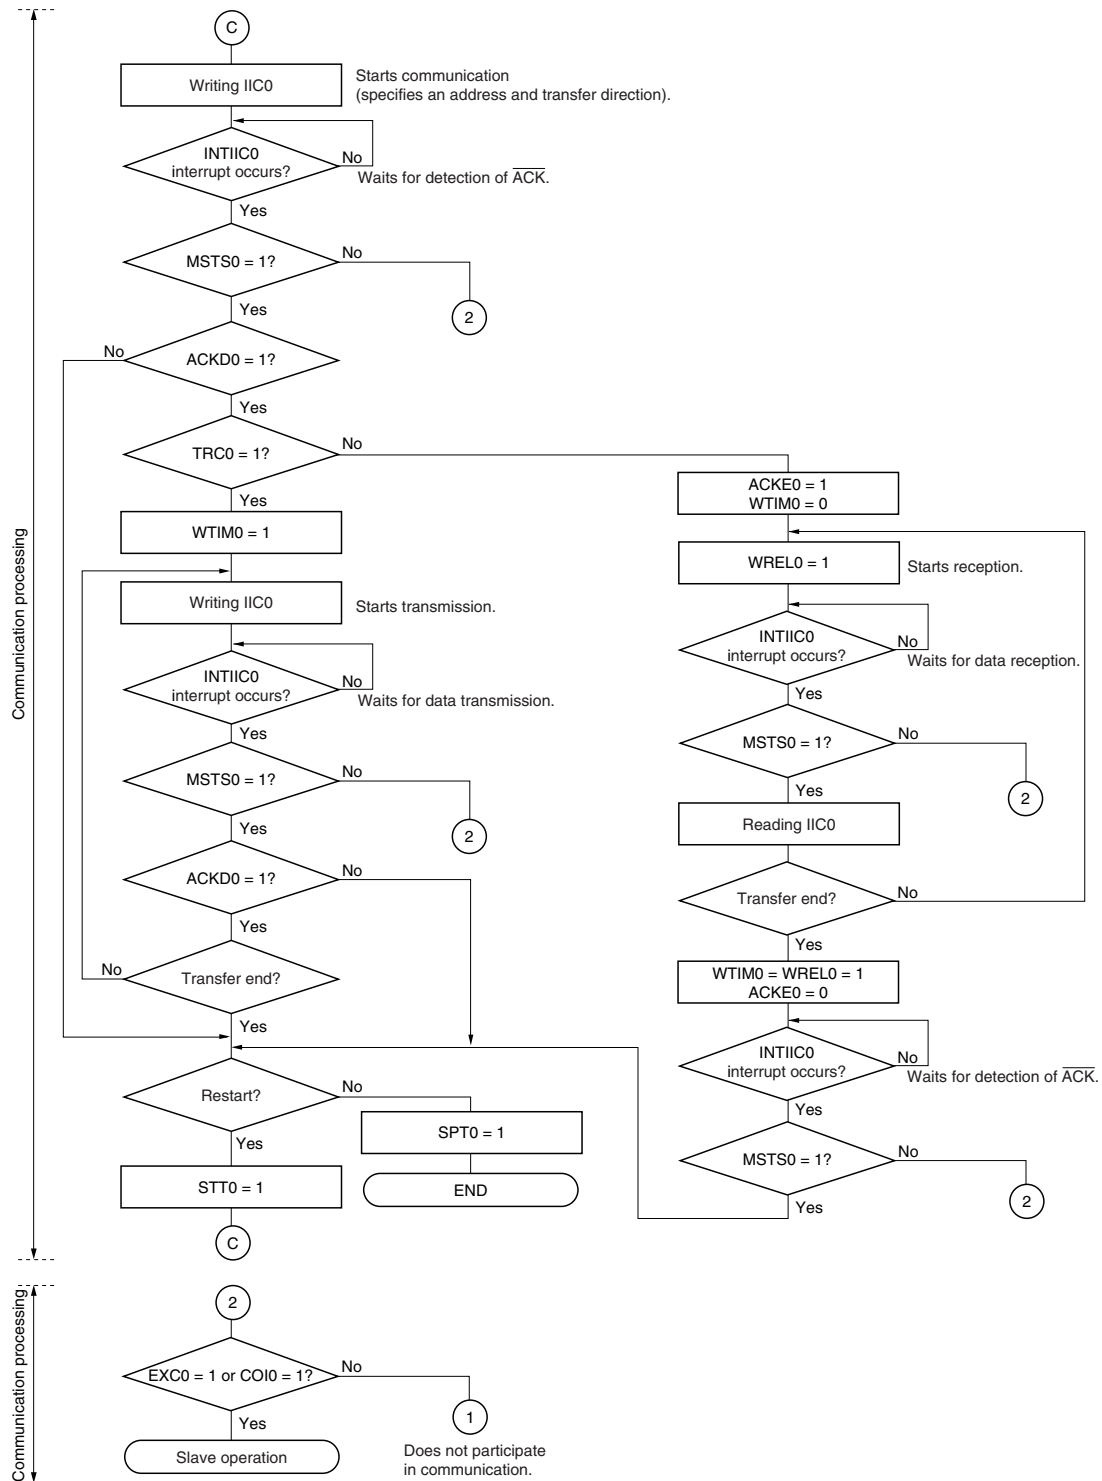 C
Writing IIC0
Starts communication
(specifies an address and transfer direction).
INTIIC0
interrupt occurs?
No
Waits for detection of ACK.
Yes
MSTS0 = 1?
No
2
Yes
ACKD0 = 1?
No
Yes
TRC0 = 1?
No
Yes
WTIM0 = 1
Writing IIC0
Starts transmission.
INTIIC0
interrupt occurs?
No
Waits for data transmission.
Yes
MSTS0 = 1?
No
2
Yes
ACKD0 = 1?
No
Yes
Transfer end?
No
Yes
Restart?
No
SPT0 = 1
END
Yes
STT0 = 1
C
ACKE0 = 1
WTIM0 = 0
WREL0 = 1
Starts reception.
INTIIC0
interrupt occurs?
No
Waits for data reception.
Yes
MSTS0 = 1?
No
2
Yes
Reading IIC0
Transfer end?
No
Yes
WTIM0 = WREL0 = 1
ACKE0 = 0
INTIIC0
interrupt occurs?
No
Waits for detection of ACK.
Yes
MSTS0 = 1?
No
2
Yes
Communication processing
2
EXC0 = 1 or COI0 = 1?
No
1
Does not participate
in communication.
Yes
Slave operation
Communication processing